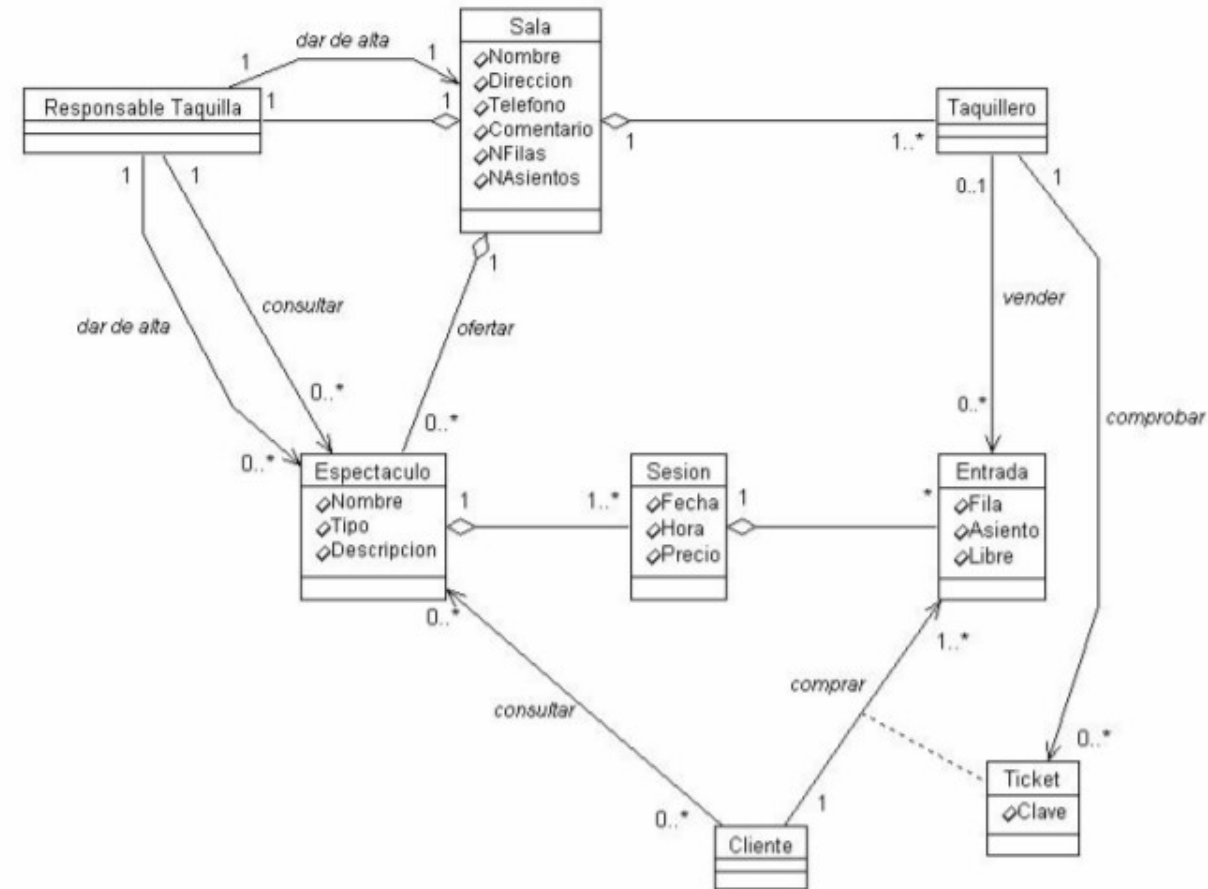 Sala
Nombre
Direccion
Telefono
Comentario
NFilas
NAsientos
dar de alta
1
1
Responsable Taquilla
1
1
1
1..*
Taquillero
1
1
1
0..1
1
dar de alta
consultar
ofertar
vender
comprobar
0..*
0..*
0..*
0..*
Espectaculo
Nombre
Tipo
Descripcion
1
1..*
Sesion
Fecha
Hora
Precio
1
*
Entrada
Fila
Asiento
Libre
0..*
1..*
consultar
comprar
0..*
1
0..*
Ticket
Clave
Cliente